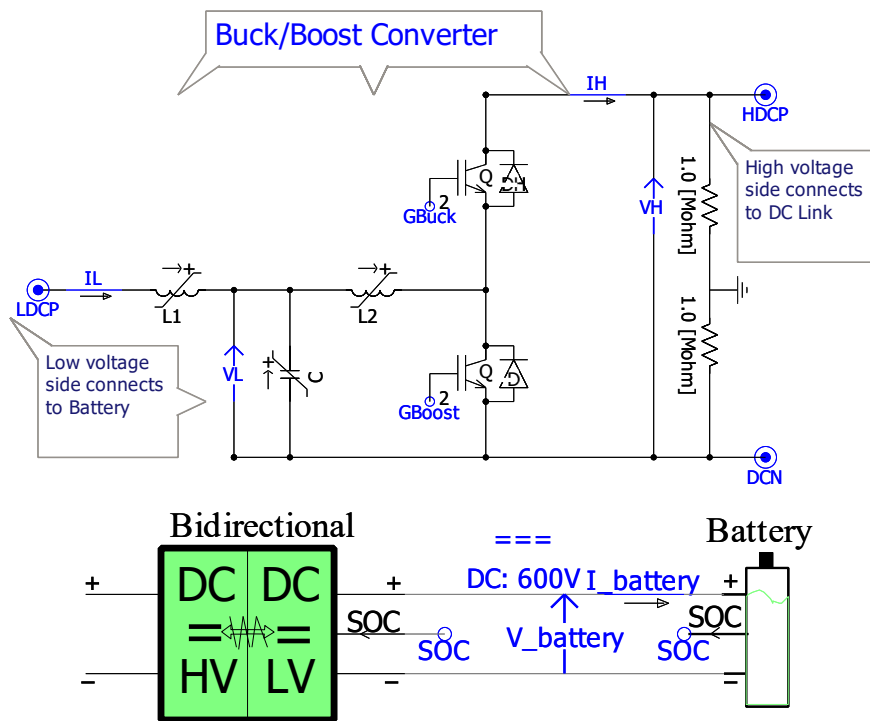 Buck/Boost Converter
IH
HDCP
Q
DH
2
GBuck
VH
1.0 [Mohm]
High voltage
side connects
to DC Link
IL
LDCP
L1
L2
1.0 [Mohm]
Low voltage
side connects
to Battery
VL
+
C
Q
D
2
GBoost
DCN
Bidirectional
===
Battery
+
DC DC
+
DC: 600V
I_battery
+
SOC
SOC
= =
SOC
V_battery
SOC
HV LV
-
-
-